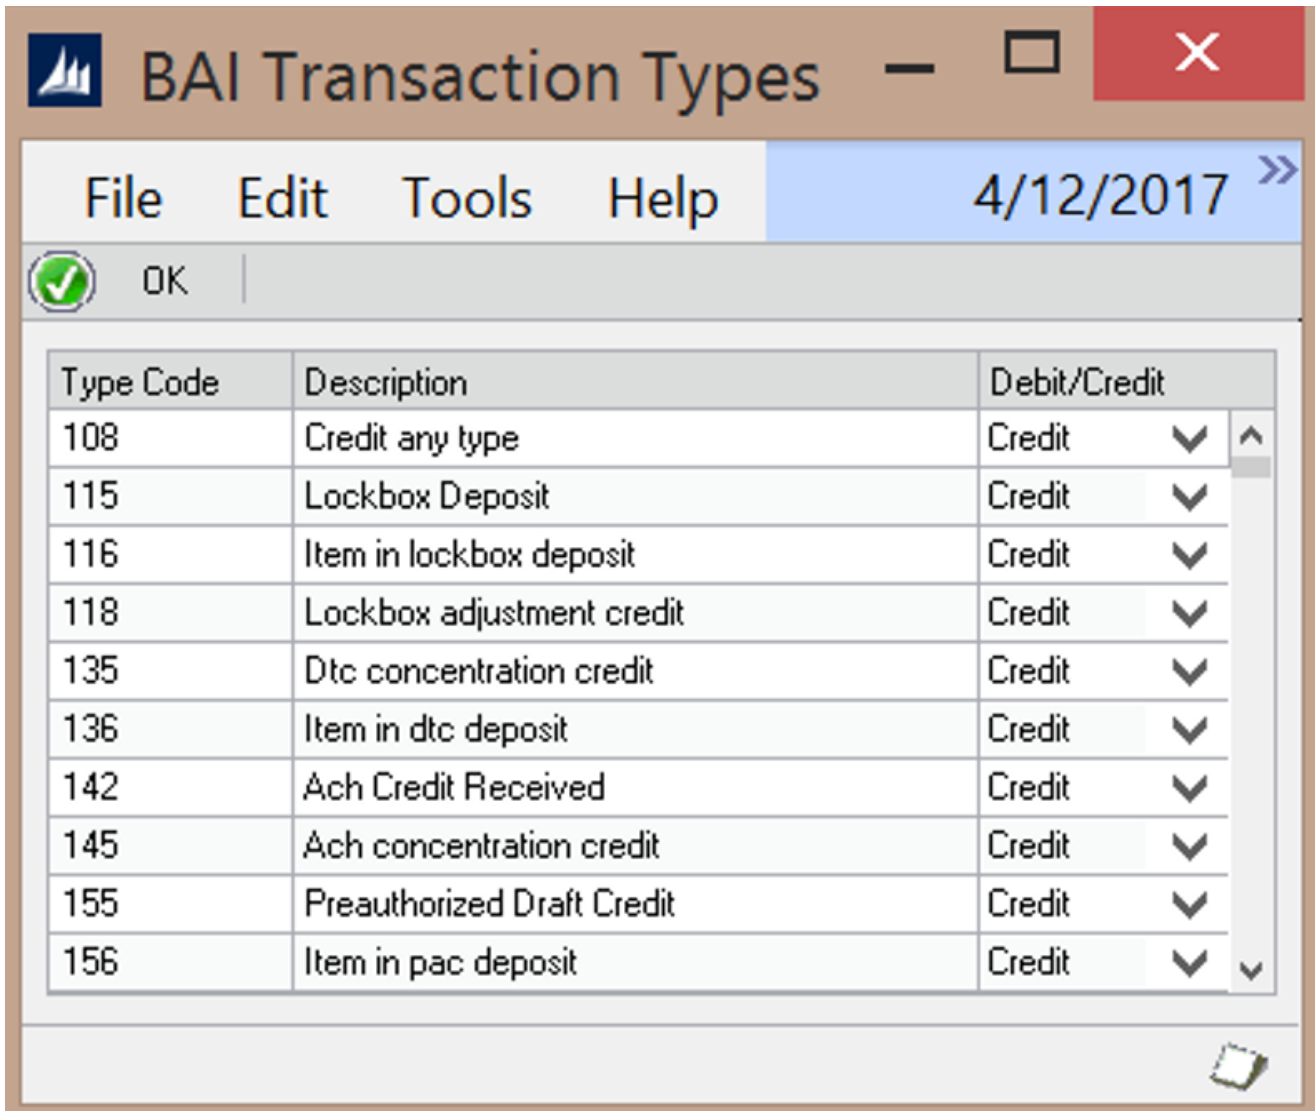 BAI Transaction Types
File Edit Tools Help 4/12/2017
OK
Type Code Description Debit/Credit
108 Credit any type Credit
115 Lockbox Deposit Credit
116 Item in lockbox deposit Credit
118 Lockbox adjustment credit Credit
135 Dtc concentration credit Credit
136 Item in dtc deposit Credit
142 Ach Credit Received Credit
145 Ach concentration credit Credit
155 Preauthorized Draft Credit Credit
156 Item in pac deposit Credit